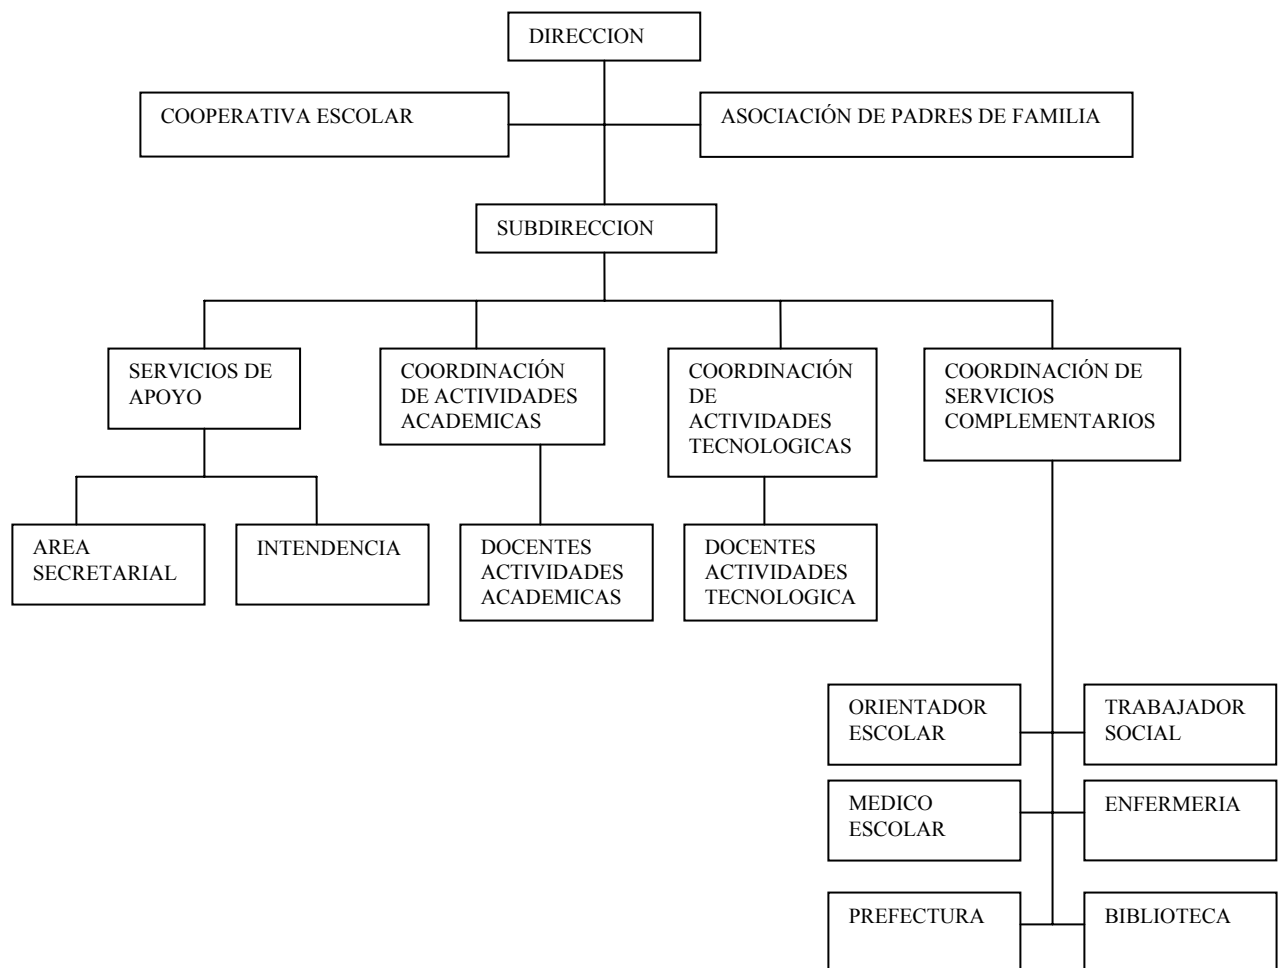 DIRECCION
COOPERATIVA ESCOLAR
ASOCIACIÓN DE PADRES DE FAMILIA
SUBDIRECCION
SERVICIOS DE
APOYO
COORDINACIÓN
DE ACTIVIDADES
ACADEMICAS
COORDINACIÓN
DE
ACTIVIDADES
TECNOLOGICAS
COORDINACIÓN DE
SERVICIOS
COMPLEMENTARIOS
AREA
SECRETARIAL
INTENDENCIA
DOCENTES
ACTIVIDADES
ACADEMICAS
DOCENTES
ACTIVIDADES
TECNOLOGICA
ORIENTADOR
ESCOLAR
TRABAJADOR
SOCIAL
MEDICO
ESCOLAR
ENFERMERIA
PREFECTURA
BIBLIOTECA